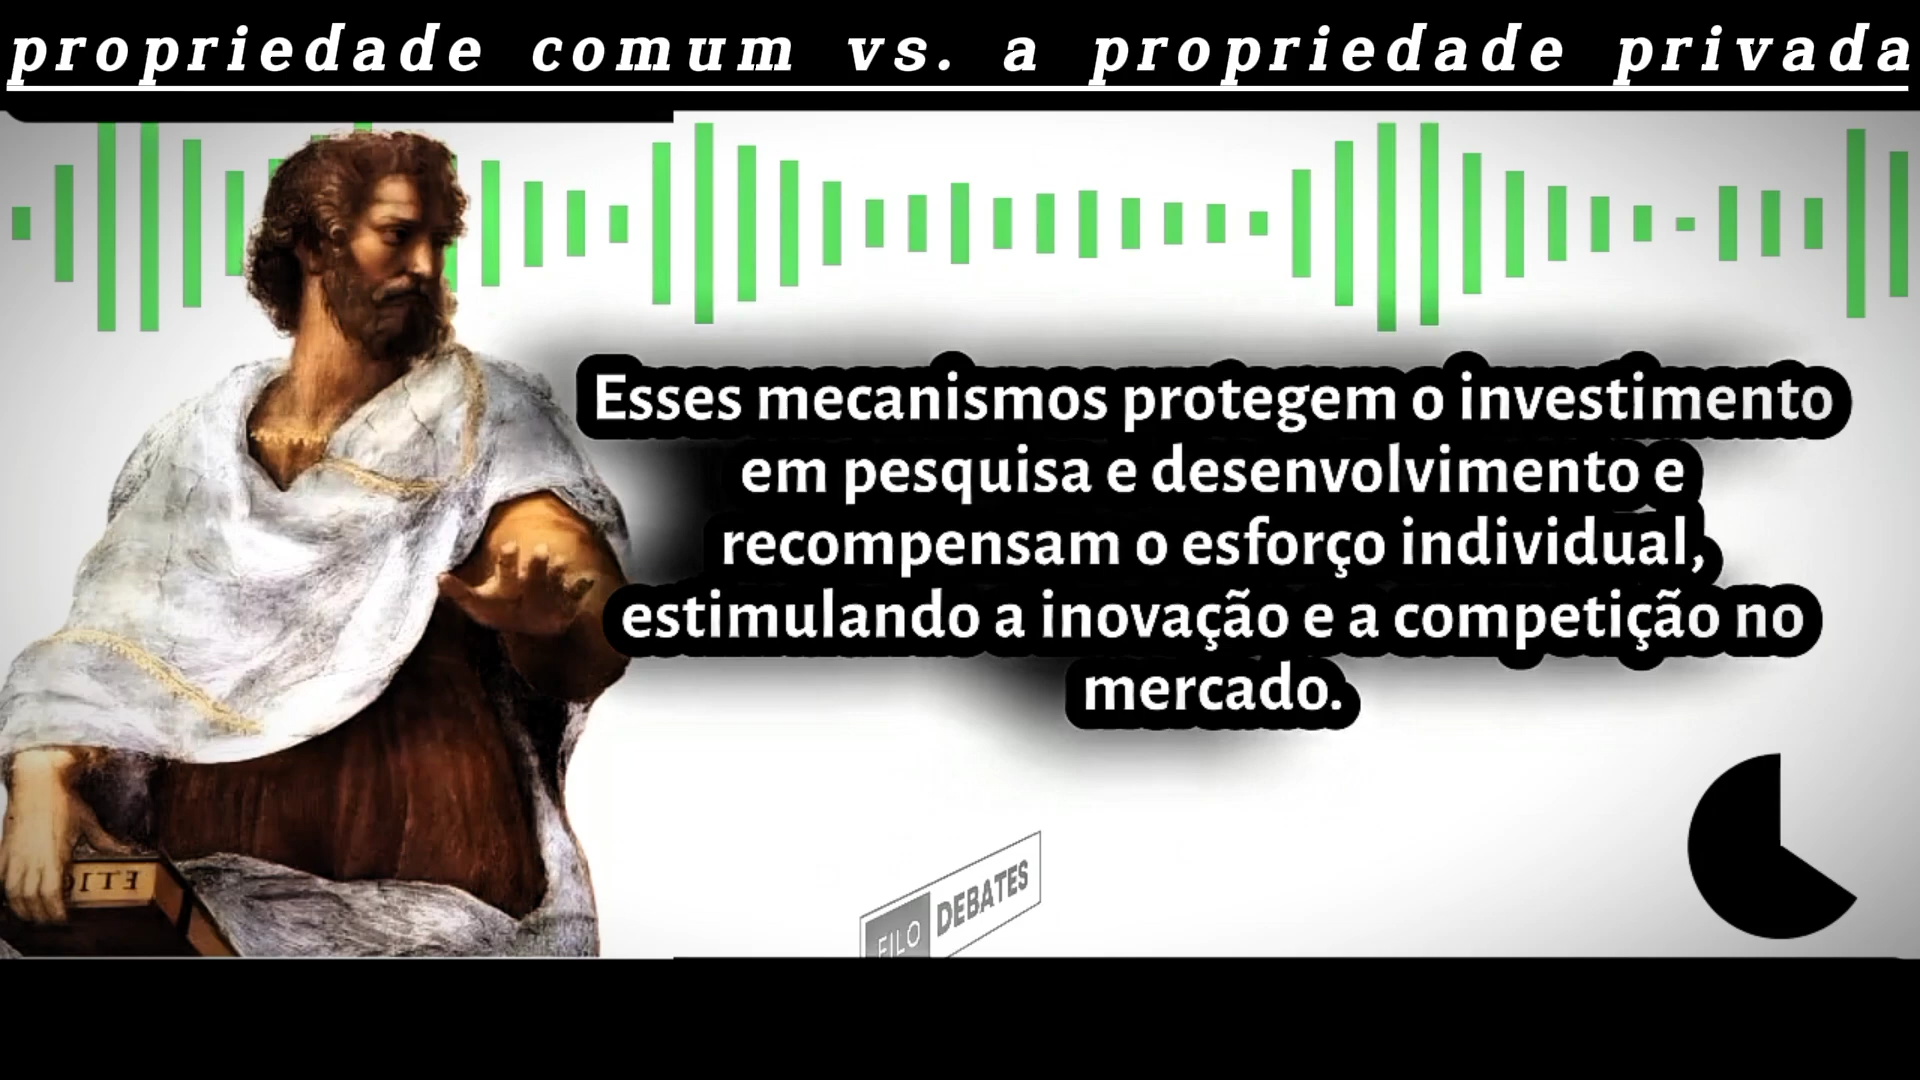 propriedade comum vs. a propriedade privada
Esses mecanismos protegem o investimento
em pesquisa e desenvolvimento e
recompensam o esforço individual,
estimulando a inovação e a competição no
mercado.
FILO DEBATES